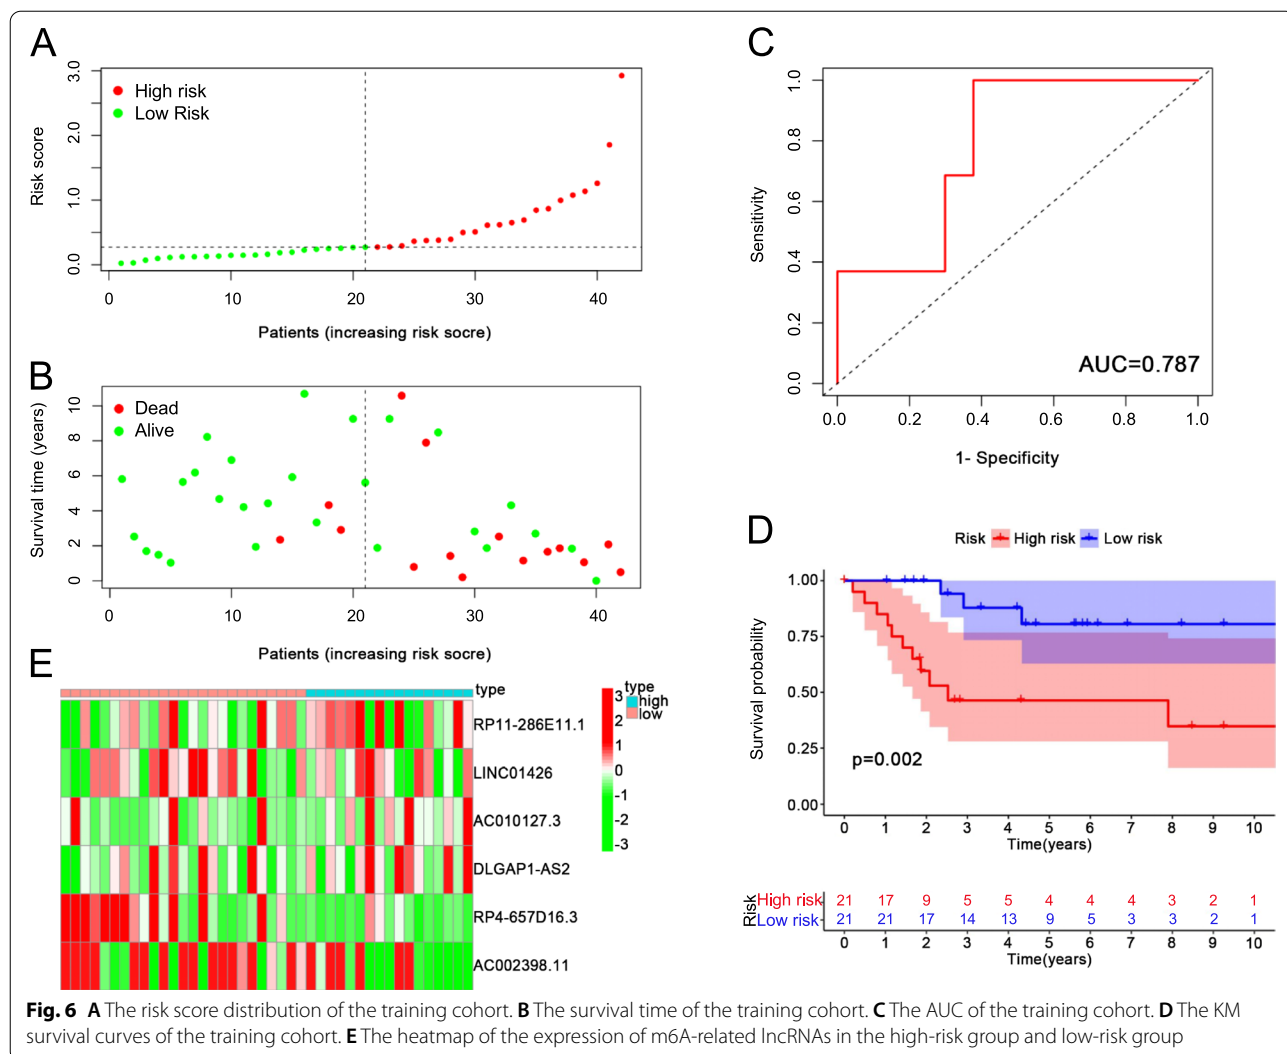 A
3.0
2.0
1.0
0.0
Risk score
High risk
Low Risk
0 10 20 30 40
Patients (increasing risk socre)
B
10
8
6
4
2
0
Survival time (years)
Dead
Alive
0 10 20 30 40
Patients (increasing risk socre)
C
1.0
0.8
0.6
0.4
0.2
0.0
Sensitivity
AUC=0.787
0.0 0.2 0.4 0.6 0.8 1.0
1- Specificity
D
Risk High risk Low risk
1.00
0.75
0.50
0.25
0.00
Survival probability
p=0.002
0 1 2 3 4 5 6 7 8 9 10
Time(years)
Risk
High risk 21 17 9 5 5 4 4 4 3 2 1
Low risk 21 21 17 14 13 9 5 3 3 2 1
0 1 2 3 4 5 6 7 8 9 10
Time(years)
E
type
RP11-286E11.1
LINC01426
AC010127.3
DLGAP1-AS2
RP4-657D16.3
AC002398.11
3
2
1
0
-1
-2
-3
type
high
low
Fig. 6 A The risk score distribution of the training cohort. B The survival time of the training cohort. C The AUC of the training cohort. D The KM
survival curves of the training cohort. E The heatmap of the expression of m6A-related lncRNAs in the high-risk group and low-risk group